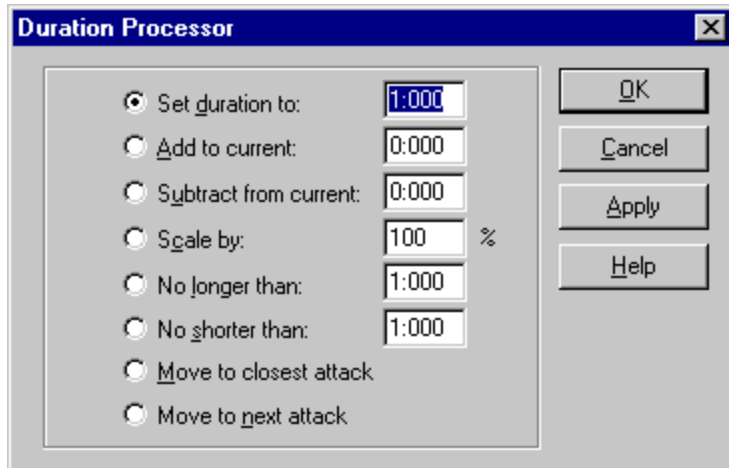 Duration Processor
Set duration to: 1:000
Add to current: 0:000
Subtract from current: 0:000
Scale by: 100 %
No longer than: 1:000
No shorter than: 1:000
Move to closest attack
Move to next attack
OK
Cancel
Apply
Help